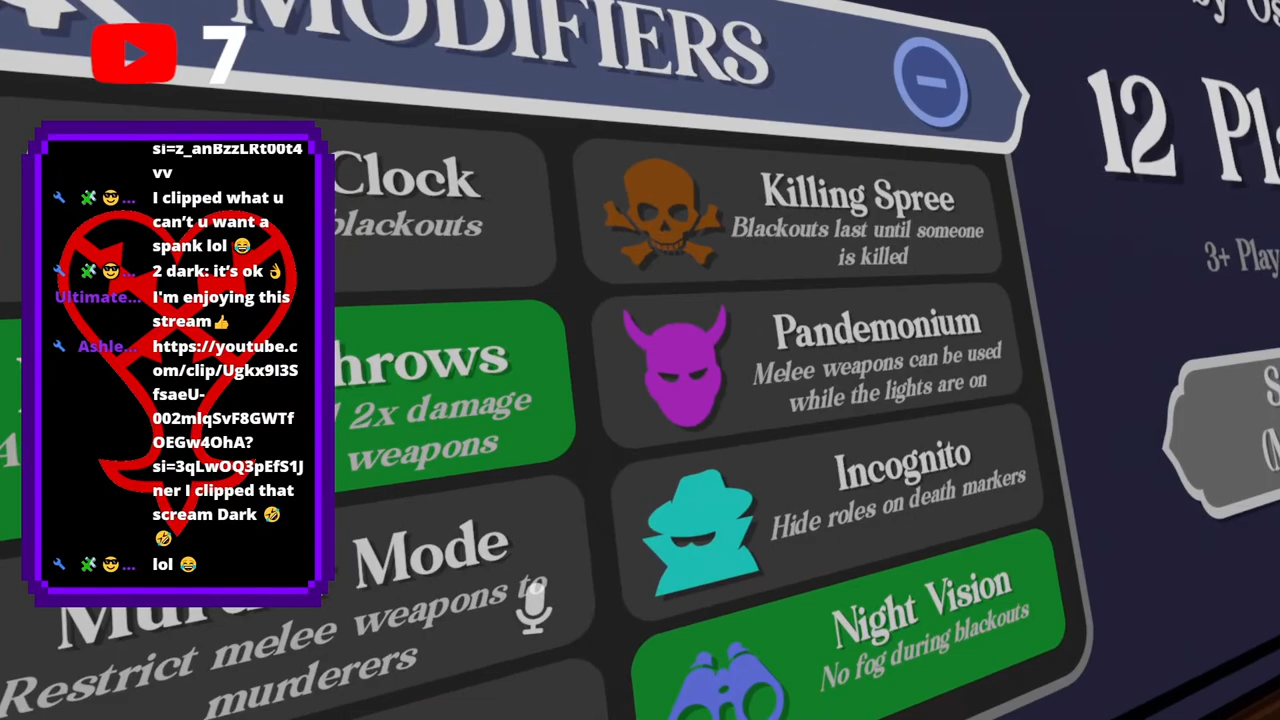 MODIFIERS
7
by
12
3+
Clock
blackouts
Killing Spree
Blackouts last until someone
is killed
Pandemonium
Melee weapons can be used
while the lights are on
hrows
2x damage
weapons
Incognito
Hide roles on death markers
Mode
Restrict melee weapons to
murderers
Night Vision
No fog during blackouts
si=z_anBzzLRt00t4
vv
I clipped what u
can’t u want a
spank lol 😂
2 dark: it’s ok👌
Ultimate... I'm enjoying this
stream👍
Ashle... https://youtube.c
om/clip/Ugkx9I3S
fsaeU-
002mlqSvF8GWTf
OEGw4OhA?
si=3qLwOQ3pEfS1J
ner I clipped that
scream Dark 🤣
🤣
lol 😂